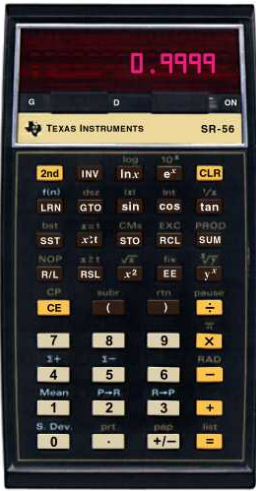 0.9999
G D ON
TEXAS INSTRUMENTS SR-56
log 10ˣ
2nd INV lnx eˣ CLR
f(n) dsz |x| Int ¹/x
LRN GTO sin cos tan
bst x=t CMs EXC PROD
SST x:t STO RCL SUM
NOP x≥t √x fix ˣ√y
R/L RSL x² EE yˣ
CP subr rtn pause
CE ( ) ÷
π
7 8 9 ×
Σ+ Σ− RAD
4 5 6 −
Mean P→R R→P
1 2 3 +
S. Dev. prt pap list
0 . +/− =